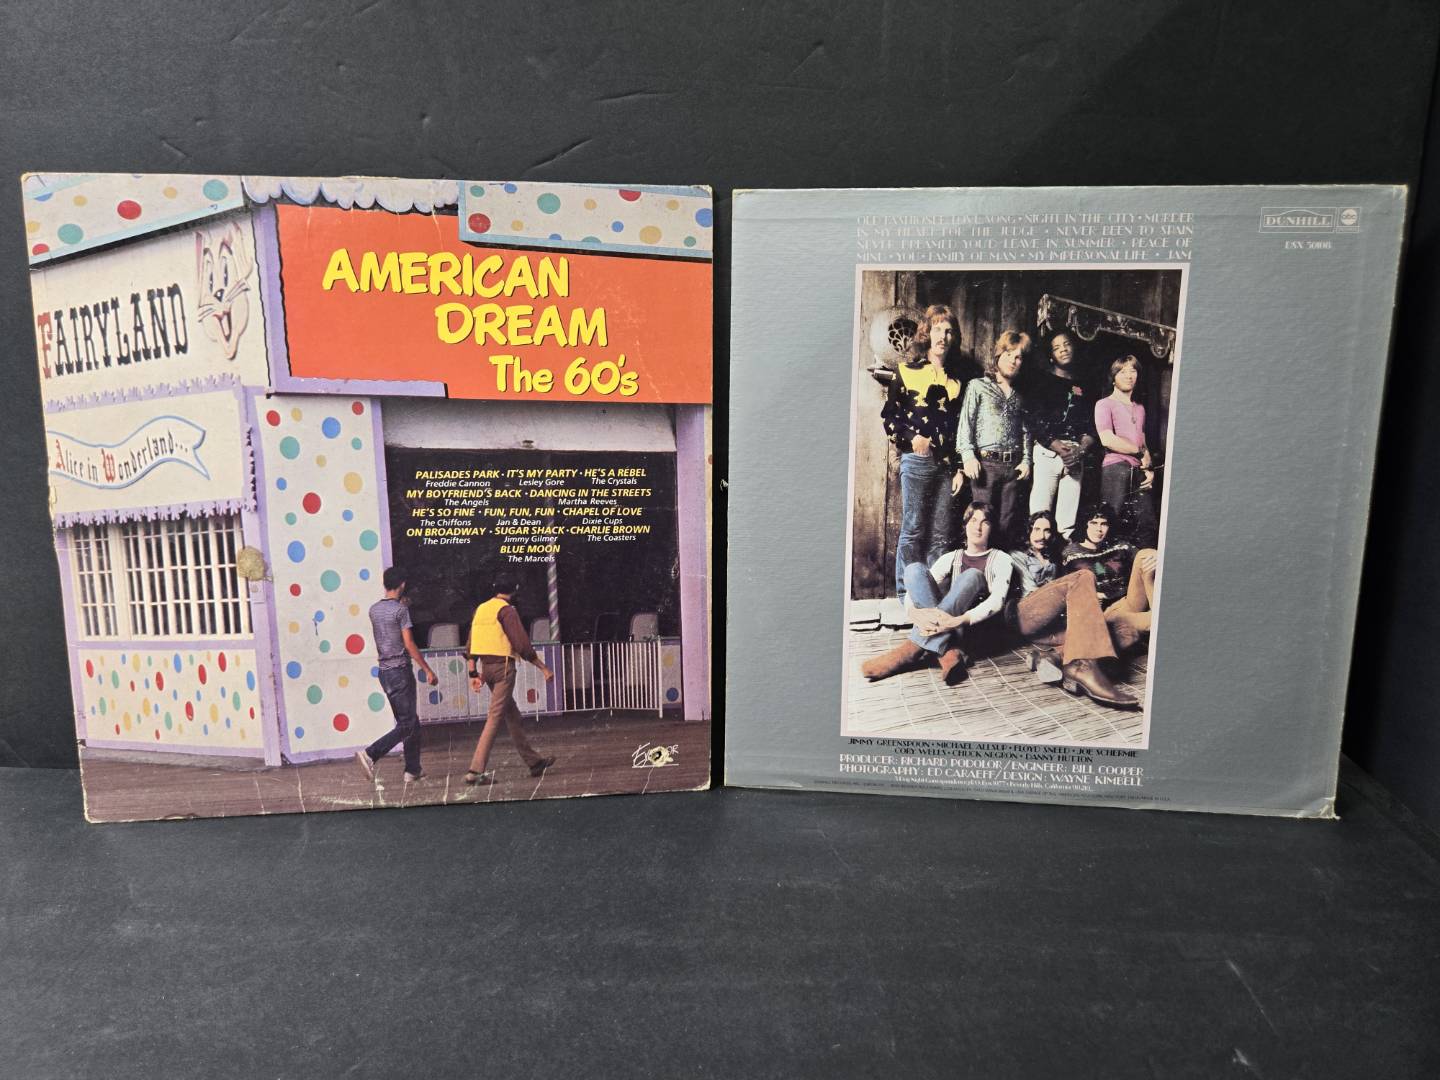 FAIRYLAND
Alice in Wonderland...
AMERICAN
DREAM
The 60's
PALISADES PARK · IT'S MY PARTY · HE'S A REBEL
Freddie Cannon Lesley Gore The Crystals
MY BOYFRIEND'S BACK · DANCING IN THE STREETS
The Angels Martha Reeves
HE'S SO FINE · FUN, FUN, FUN · CHAPEL OF LOVE
The Chiffons Jan & Dean Dixie Cups
ON BROADWAY · SUGAR SHACK · CHARLIE BROWN
The Drifters Jimmy Gilmer The Coasters
BLUE MOON
The Marcels
OLD FASHIONED LOVE SONG • NIGHT IN THE CITY • MURDER
IN MY HEART FOR THE JUDGE • NEVER BEEN TO SPAIN
NEVER DREAMED YOU'D LEAVE IN SUMMER • PEACE OF
MIND • YOU • FAMILY OF MAN • MY IMPERSONAL LIFE • JAM
DUNHILL abc
DSX 50108
JIMMY GREENSPOON • MICHAEL ALLSUP • FLOYD SNEED • JOE SCHERMIE
CORY WELLS • CHUCK NEGRON • DANNY HUTTON
PRODUCER: RICHARD PODOLOR/ENGINEER: BILL COOPER
PHOTOGRAPHY: ED CARAEFF/DESIGN: WAYNE KIMBELL